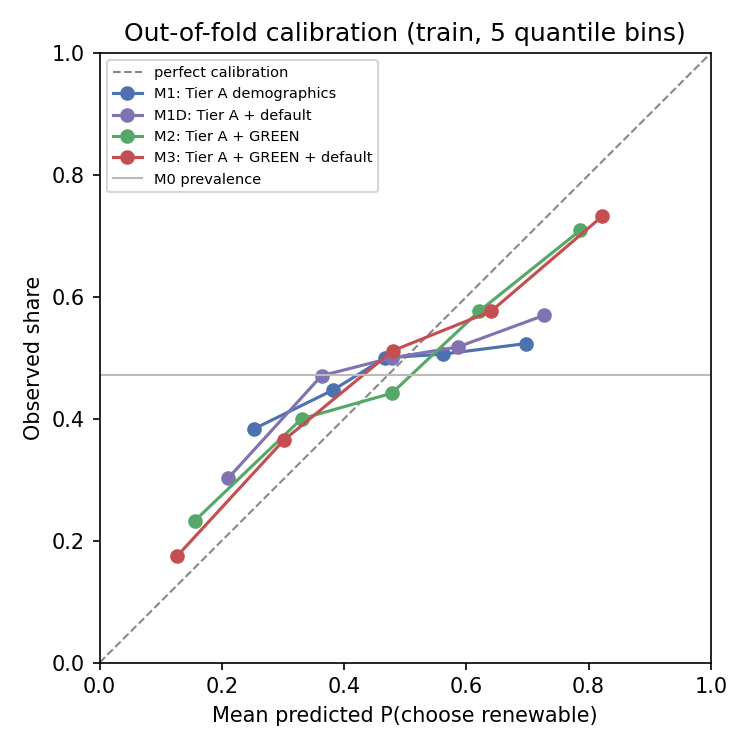 Out-of-fold calibration (train, 5 quantile bins)
perfect calibration
M1: Tier A demographics
M1D: Tier A + default
M2: Tier A + GREEN
M3: Tier A + GREEN + default
M0 prevalence
1.0
0.8
0.6
0.4
0.2
0.0
Observed share
0.0 0.2 0.4 0.6 0.8 1.0
Mean predicted P(choose renewable)